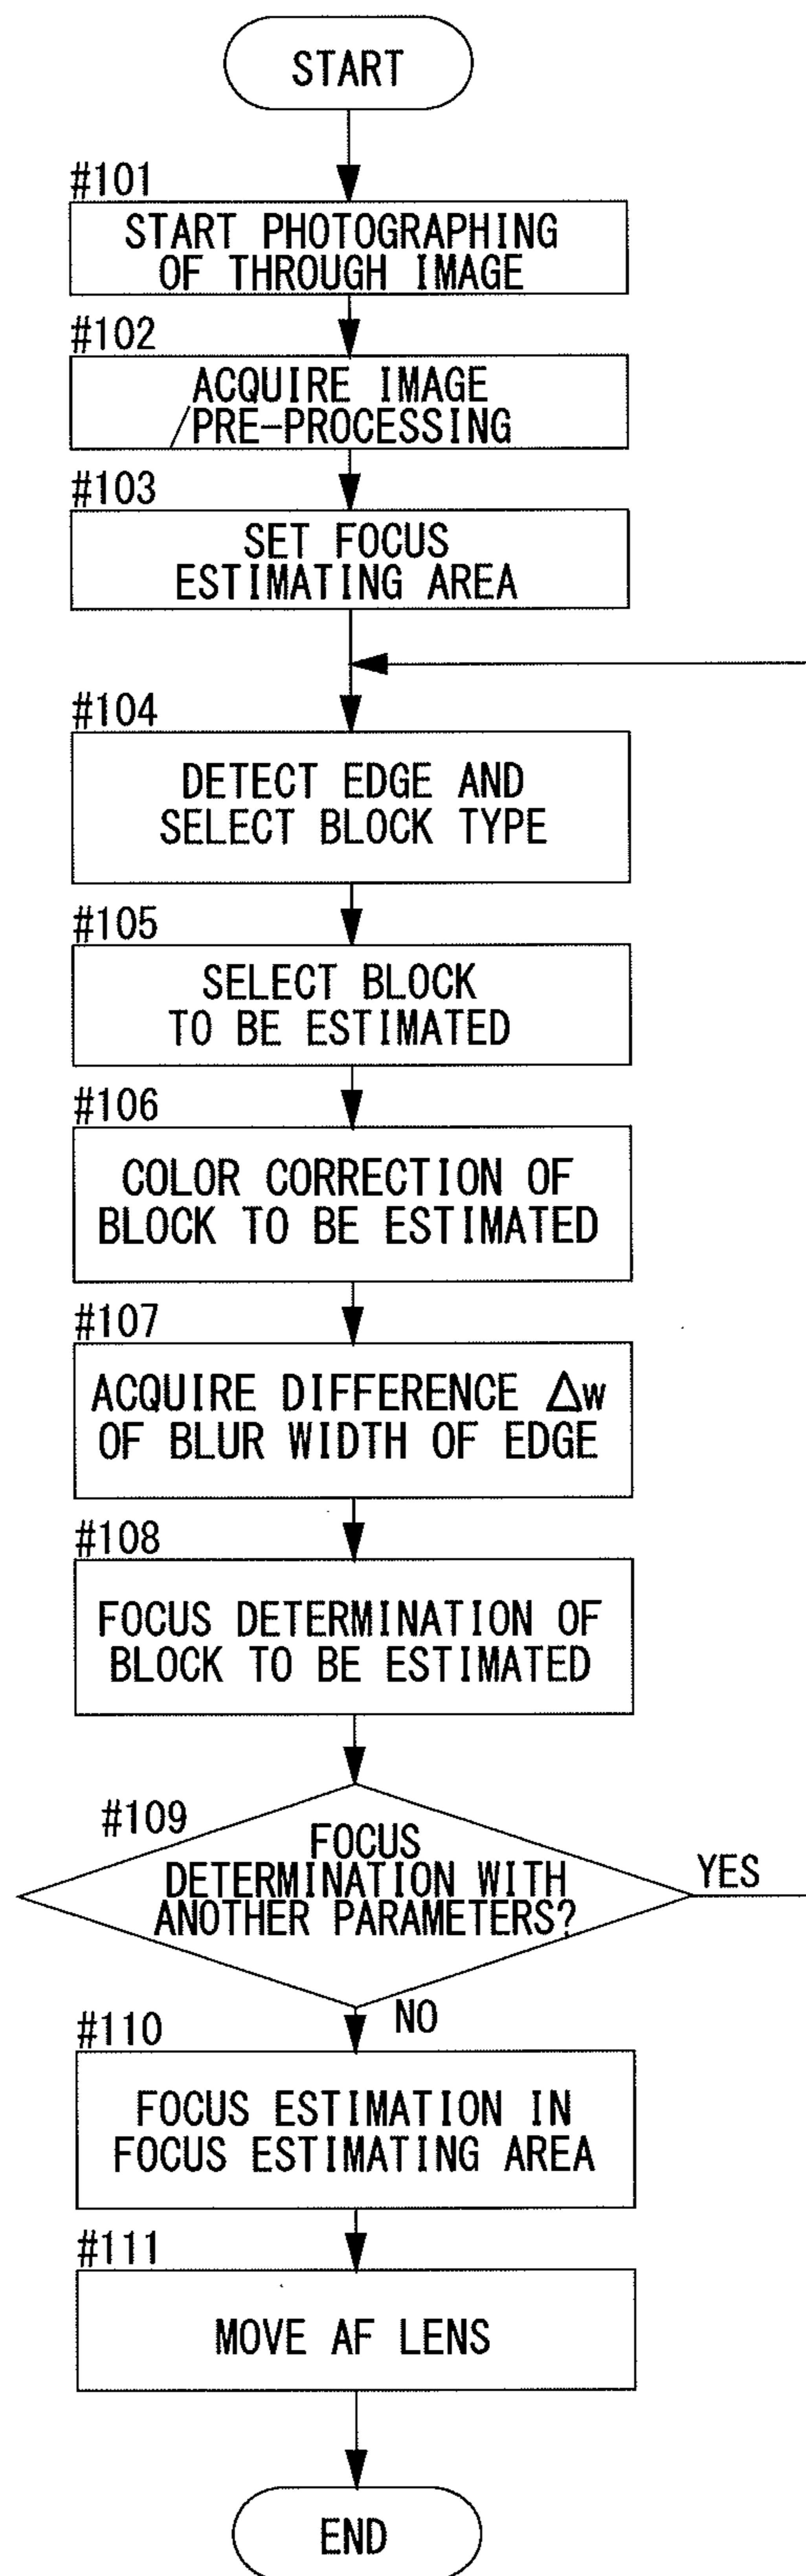 START
#101
START PHOTOGRAPHING
OF THROUGH IMAGE
#102
ACQUIRE IMAGE
/PRE-PROCESSING
#103
SET FOCUS
ESTIMATING AREA
#104
DETECT EDGE AND
SELECT BLOCK TYPE
#105
SELECT BLOCK
TO BE ESTIMATED
#106
COLOR CORRECTION OF
BLOCK TO BE ESTIMATED
#107
ACQUIRE DIFFERENCE △w
OF BLUR WIDTH OF EDGE
#108
FOCUS DETERMINATION OF
BLOCK TO BE ESTIMATED
#109
FOCUS
DETERMINATION WITH
ANOTHER PARAMETERS?
YES
NO
#110
FOCUS ESTIMATION IN
FOCUS ESTIMATING AREA
#111
MOVE AF LENS
END